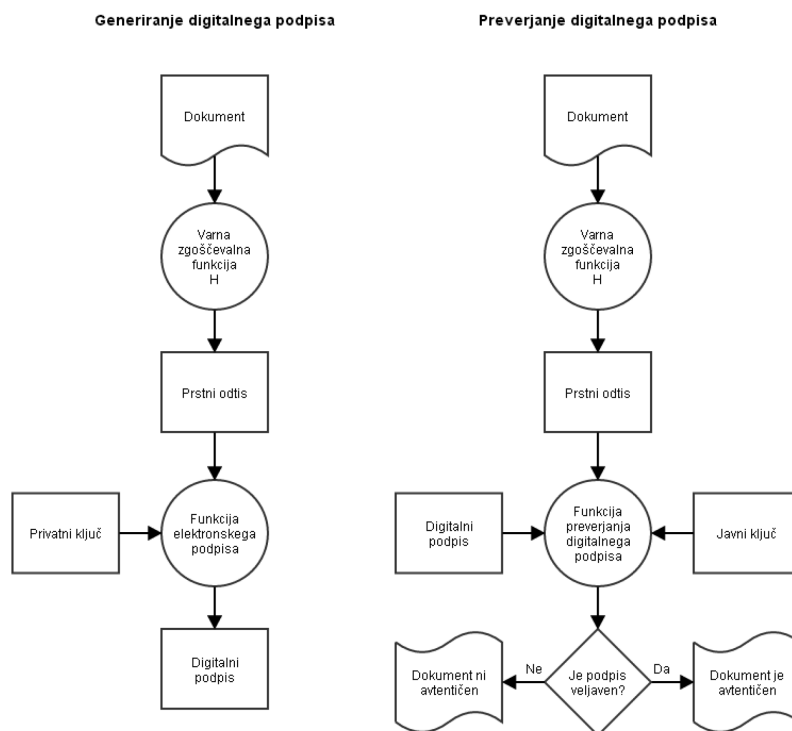 Generiranje digitalnega podpisa
Dokument
Varna
zgoščevalna
funkcija
H
Prstni odtis
Privatni ključ
Funkcija
elektronskega
podpisa
Digitalni
podpis
Preverjanje digitalnega podpisa
Dokument
Varna
zgoščevalna
funkcija
H
Prstni odtis
Digitalni
podpis
Funkcija
preverjanja
digitalnega
podpisa
Javni ključ
Dokument ni
avtentičen
Ne
Je podpis
veljaven?
Da
Dokument je
avtentičen